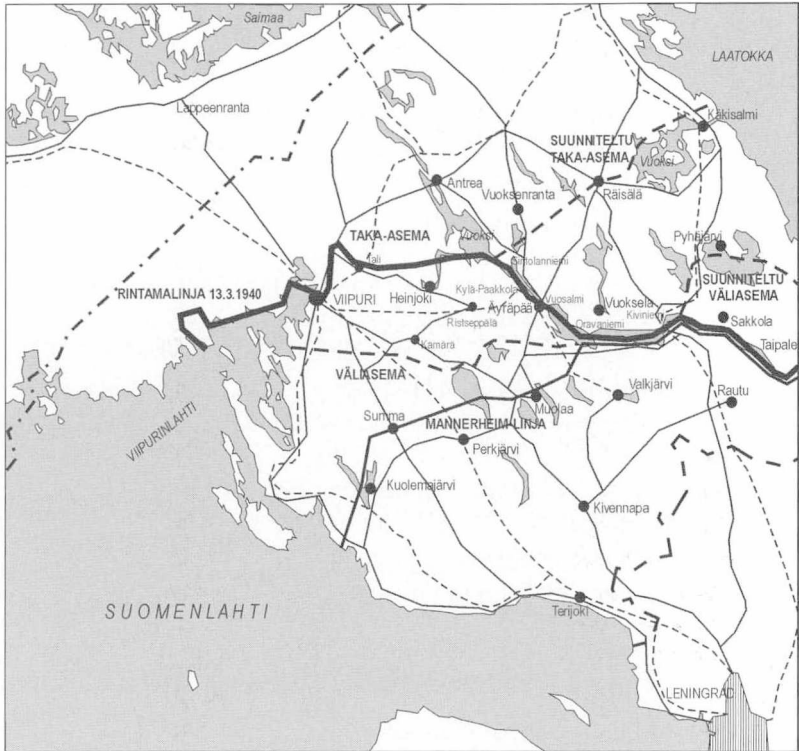 Saimaa
LAATOKKA
Lappeenranta
Käkisalmi
SUUNNITELTU
TAKA-ASEMA
Vuoksi
Antrea
Räisälä
Vuoksenranta
Pyhäjärvi
TAKA-ASEMA
Vuoksi
Tali
Sintolanniemi
SUUNNITELTU
VÄLIASEMA
RINTAMALINJA 13.3.1940
VIIPURI
Heinjoki
Kylä-Paakkola
Äyräpää
Vuosalmi
Vuoksela
Kiviniemi
Sakkola
Ristseppälä
Oravaniemi
Kämärä
Taipale
VÄLIASEMA
Valkjärvi
Rautu
Muolaa
MANNERHEIM-LINJA
Summa
Perkjärvi
VIIPURINLAHTI
Kuolemajärvi
Kivennapa
SUOMENLAHTI
Terijoki
LENINGRAD